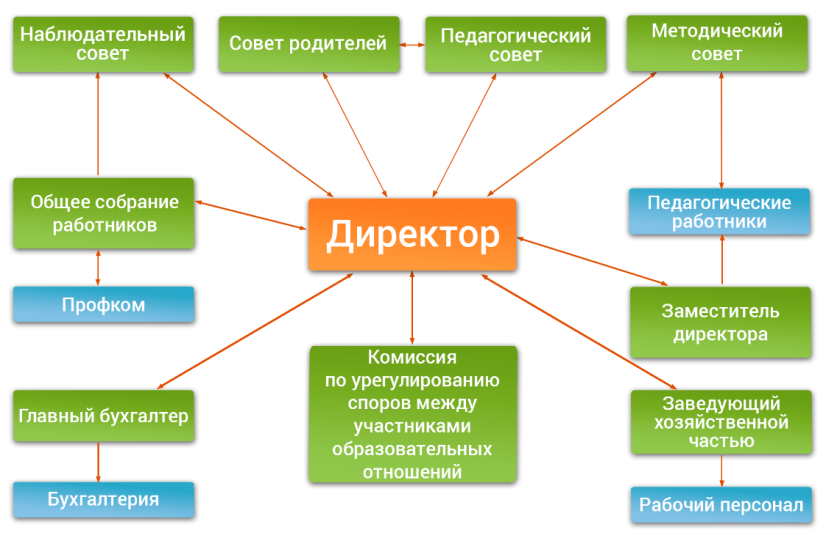 Наблюдательный
совет
Совет родителей
Педагогический
совет
Методический
совет
Общее собрание
работников
Директор
Педагогические
работники
Профком
Заместитель
директора
Главный бухгалтер
Комиссия
по урегулированию
споров между
участниками
образовательных
отношений
Заведующий
хозяйственной
частью
Бухгалтерия
Рабочий персонал